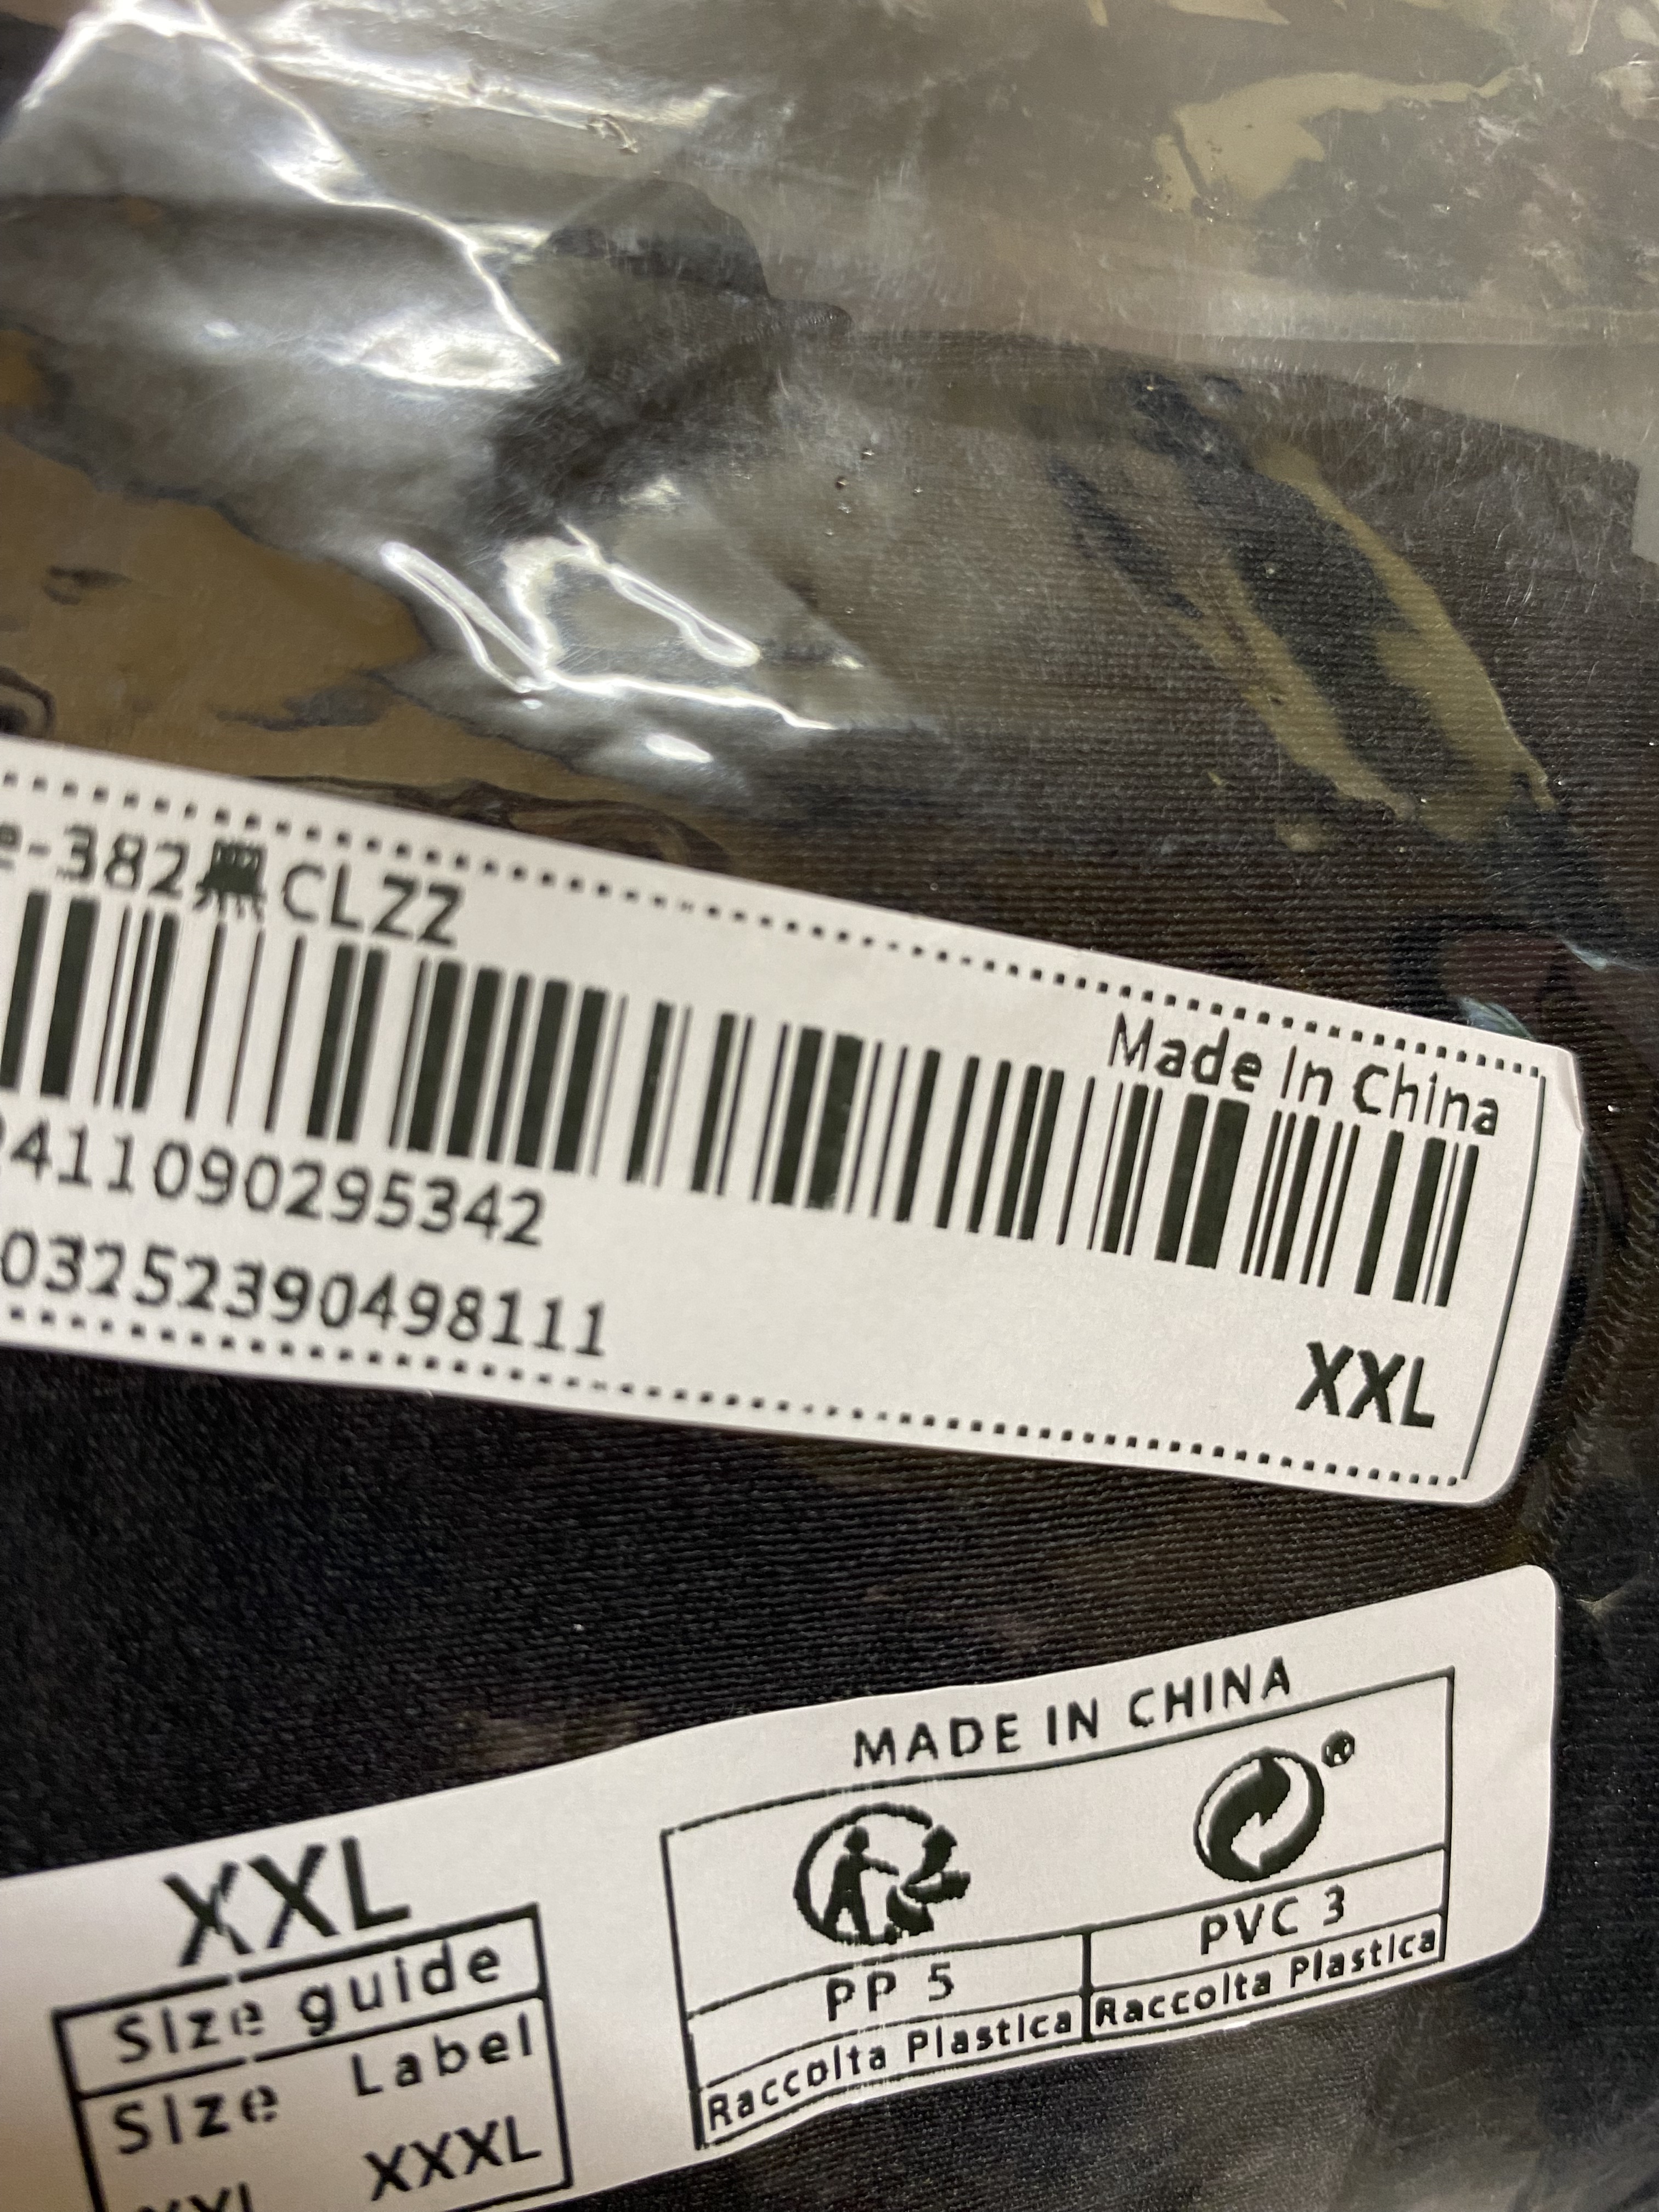 e-382黑CLZZ
Made In China
2411090295342
03252390498111
XXL
MADE IN CHINA
XXL
Size guide
Size Label
XXL XXXL
PP 5
PVC 3
Raccolta Plastica
Raccolta Plastica